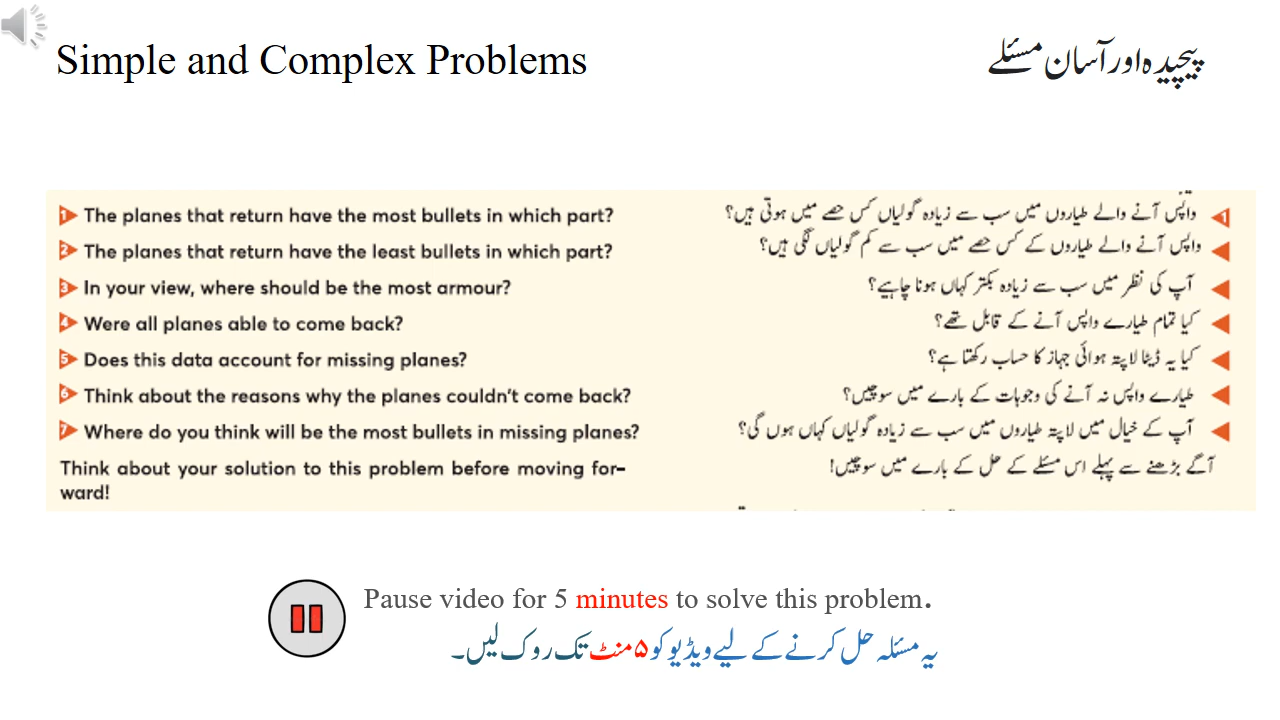 Simple and Complex Problems
پیچیدہ اور آسان مسئلے
1 The planes that return have the most bullets in which part?
1 واپس آنے والے طیاروں میں سب سے زیادہ گولیاں کس حصے میں ہوتی ہیں؟
2 The planes that return have the least bullets in which part?
واپس آنے والے طیاروں کے کس حصے میں سب سے کم گولیاں لگی ہیں؟
3 In your view, where should be the most armour?
آپ کی نظر میں سب سے زیادہ بکتر کہاں ہونا چاہیے؟
4 Were all planes able to come back?
کیا تمام طیارے واپس آنے کے قابل تھے؟
5 Does this data account for missing planes?
کیا یہ ڈیٹا لاپتہ ہوائی جہاز کا حساب رکھتا ہے؟
6 Think about the reasons why the planes couldn't come back?
طیارے واپس نہ آنے کی وجوہات کے بارے میں سوچیں؟
7 Where do you think will be the most bullets in missing planes?
آپ کے خیال میں لاپتہ طیاروں میں سب سے زیادہ گولیاں کہاں ہوں گی؟
Think about your solution to this problem before moving for-
ward!
آگے بڑھنے سے پہلے اس مسئلے کے حل کے بارے میں سوچیں!
Pause video for 5 minutes to solve this problem.
یہ مسئلہ حل کرنے کے لیے ویڈیو کو ۵ منٹ تک روک لیں۔